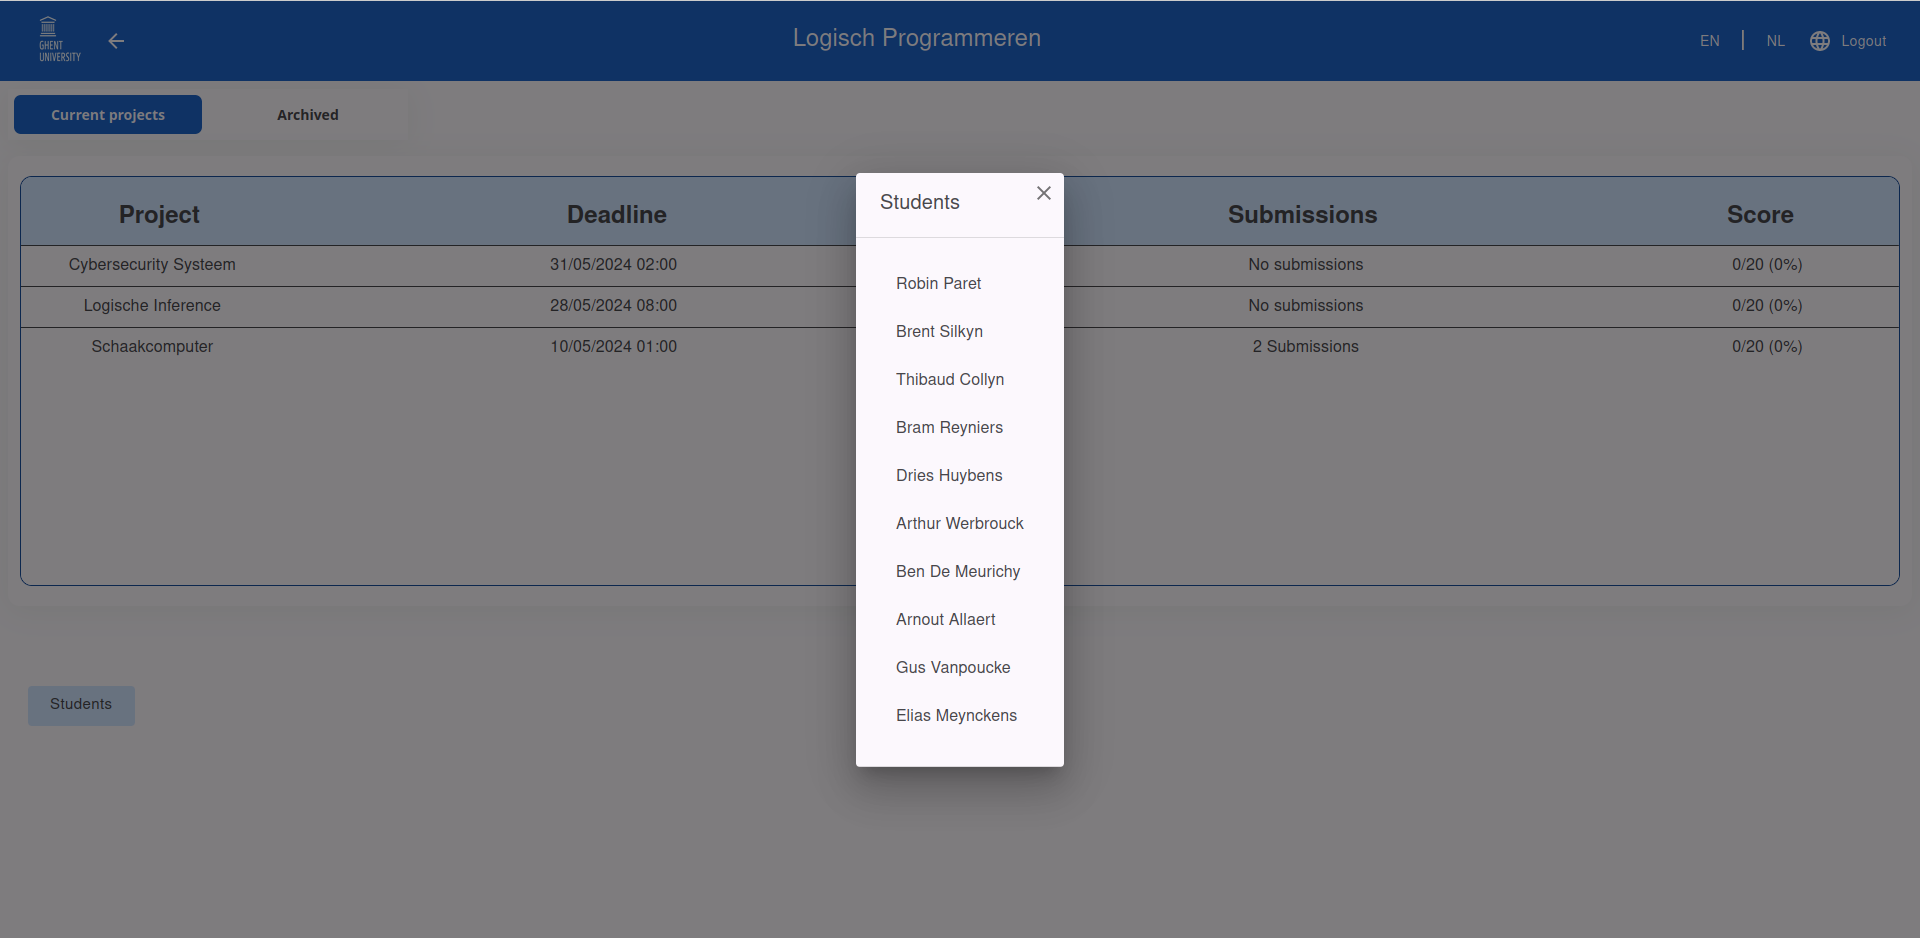 GHENT
UNIVERSITY
Logisch Programmeren
EN | NL Logout
Current projects Archived
Project Deadline Submissions Score
Cybersecurity Systeem 31/05/2024 02:00 No submissions 0/20 (0%)
Logische Inference 28/05/2024 08:00 No submissions 0/20 (0%)
Schaakcomputer 10/05/2024 01:00 2 Submissions 0/20 (0%)
Students
Students
Robin Paret
Brent Silkyn
Thibaud Collyn
Bram Reyniers
Dries Huybens
Arthur Werbrouck
Ben De Meurichy
Arnout Allaert
Gus Vanpoucke
Elias Meynckens